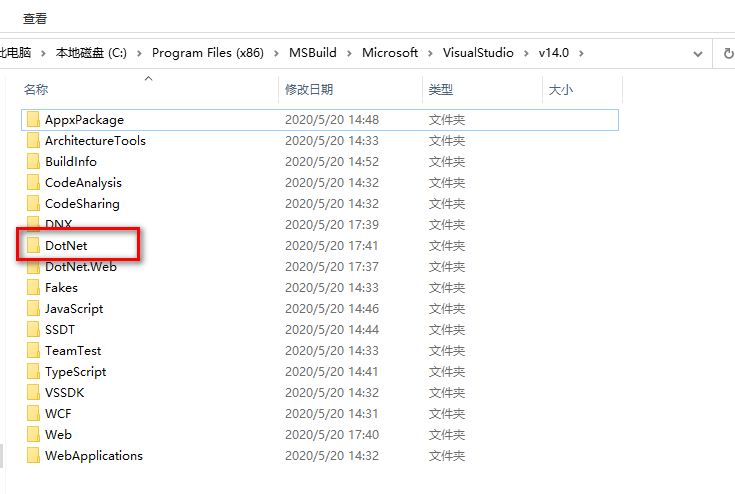 查看
此电脑 > 本地磁盘 (C:) > Program Files (x86) > MSBuild > Microsoft > VisualStudio > v14.0 >
名称 修改日期 类型 大小
AppxPackage 2020/5/20 14:48 文件夹
ArchitectureTools 2020/5/20 14:33 文件夹
BuildInfo 2020/5/20 14:52 文件夹
CodeAnalysis 2020/5/20 14:32 文件夹
CodeSharing 2020/5/20 14:32 文件夹
DNX 2020/5/20 17:39 文件夹
DotNet 2020/5/20 17:41 文件夹
DotNet.Web 2020/5/20 17:37 文件夹
Fakes 2020/5/20 14:33 文件夹
JavaScript 2020/5/20 14:46 文件夹
SSDT 2020/5/20 14:44 文件夹
TeamTest 2020/5/20 14:33 文件夹
TypeScript 2020/5/20 14:41 文件夹
VSSDK 2020/5/20 14:32 文件夹
WCF 2020/5/20 14:31 文件夹
Web 2020/5/20 17:40 文件夹
WebApplications 2020/5/20 14:32 文件夹